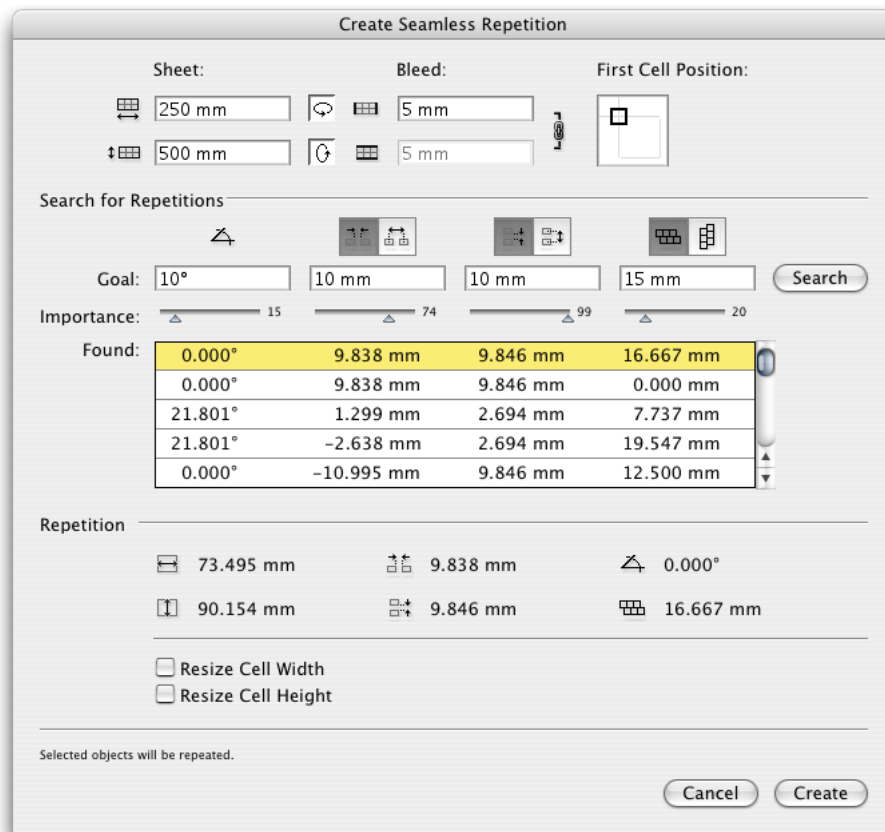 Create Seamless Repetition
Sheet: Bleed: First Cell Position:
250 mm 5 mm
500 mm 5 mm
Search for Repetitions
Goal: 10° 10 mm 10 mm 15 mm Search
Importance: 15 74 99 20
Found: 0.000° 9.838 mm 9.846 mm 16.667 mm
0.000° 9.838 mm 9.846 mm 0.000 mm
21.801° 1.299 mm 2.694 mm 7.737 mm
21.801° -2.638 mm 2.694 mm 19.547 mm
0.000° -10.995 mm 9.846 mm 12.500 mm
Repetition
73.495 mm 9.838 mm 0.000°
90.154 mm 9.846 mm 16.667 mm
Resize Cell Width
Resize Cell Height
Selected objects will be repeated.
Cancel Create